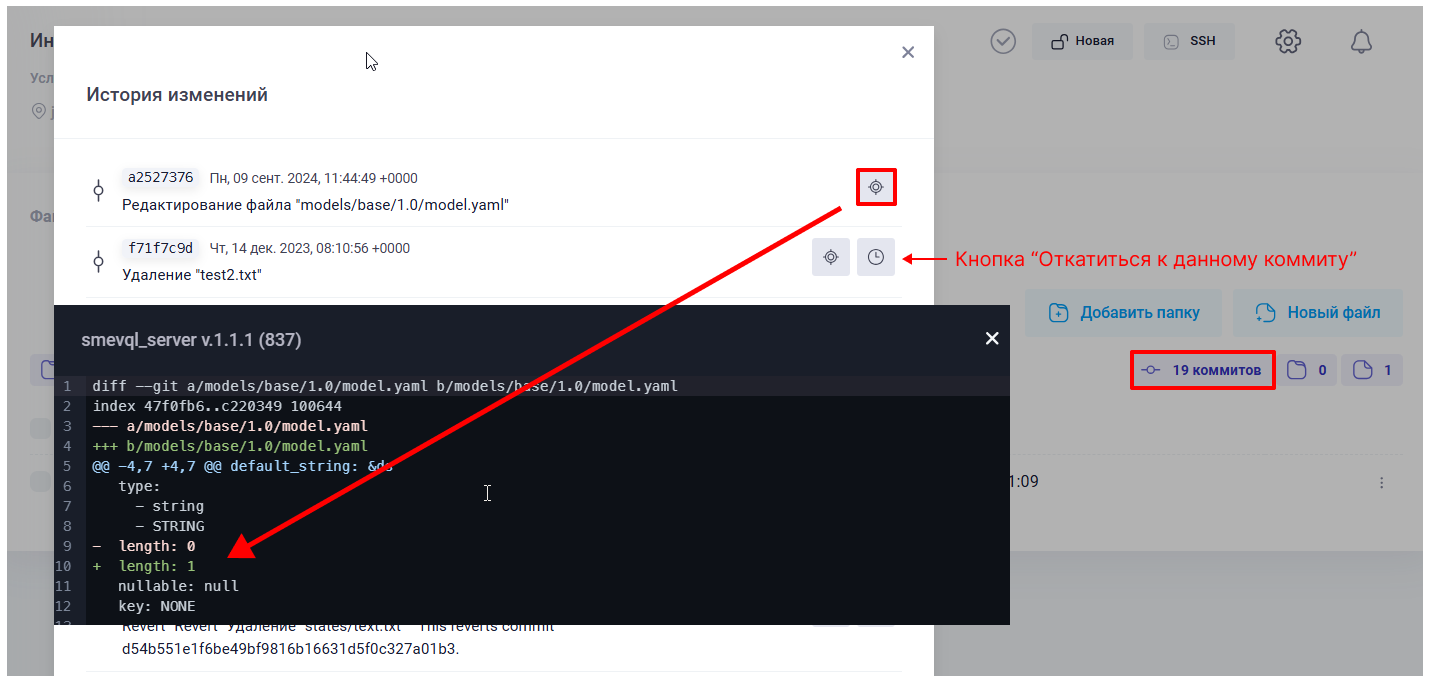 Ин
Новая
SSH
Усл
История изменений
a2527376 Пн, 09 сент. 2024, 11:44:49 +0000
Редактирование файла "models/base/1.0/model.yaml"
Фа
f71f7c9d Чт, 14 дек. 2023, 08:10:56 +0000
Удаление "test2.txt"
Кнопка “Откатиться к данному коммиту”
Добавить папку
Новый файл
19 коммитов
0
1
smevql_server v.1.1.1 (837)
1 diff --git a/models/base/1.0/model.yaml b/models/base/1.0/model.yaml
2 index 47f0fb6..c220349 100644
3 --- a/models/base/1.0/model.yaml
4 +++ b/models/base/1.0/model.yaml
5 @@ -4,7 +4,7 @@ default_string: &ds
6 type:
7 - string
8 - STRING
9 - length: 0
10 + length: 1
11 nullable: null
12 key: NONE
13
1:09
Revert "Revert "Удаление "states/text.txt""" This reverts commit
d54b551e1f6be49bf9816b16631d5f0c327a01b3.